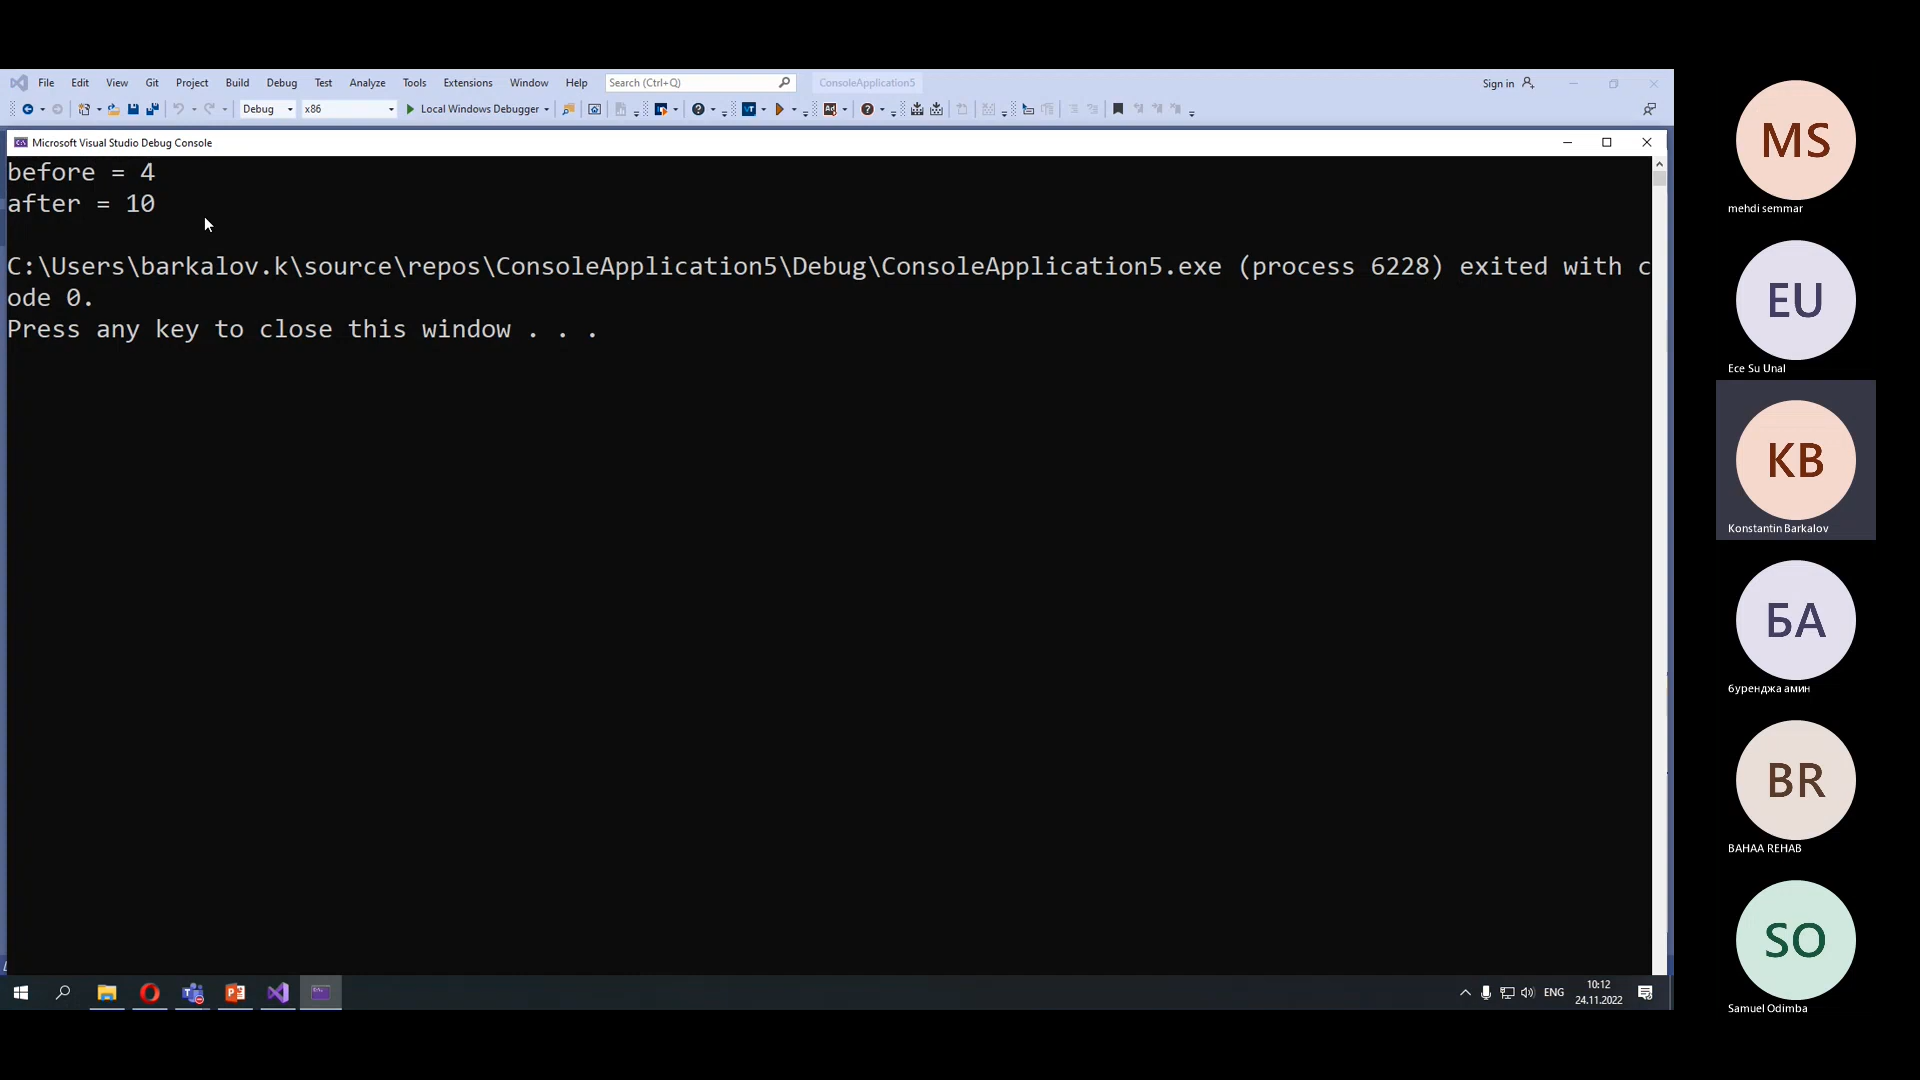 File Edit View Git Project Build Debug Test Analyze Tools Extensions Window Help Search (Ctrl+Q) ConsoleApplication5 Sign in
Debug x86 Local Windows Debugger
Microsoft Visual Studio Debug Console
before = 4
after = 10
C:\Users\barkalov.k\source\repos\ConsoleApplication5\Debug\ConsoleApplication5.exe (process 6228) exited with c
ode 0.
Press any key to close this window . . .
ENG
10:12
24.11.2022
MS
mehdi semmar
EU
Ece Su Unal
KB
Konstantin Barkalov
БА
буренджа амин
BR
BAHAA REHAB
SO
Samuel Odimba